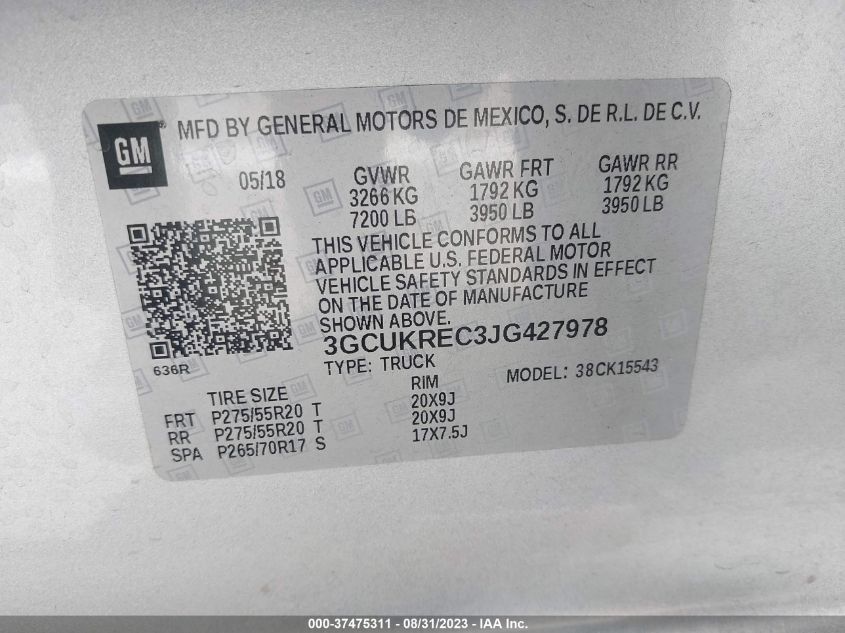 GM ® MFD BY GENERAL MOTORS DE MEXICO, S. DE R.L. DE C.V.
05/18 GVWR GAWR FRT GAWR RR
3266 KG 1792 KG 1792 KG
7200 LB 3950 LB 3950 LB
THIS VEHICLE CONFORMS TO ALL
APPLICABLE U.S. FEDERAL MOTOR
VEHICLE SAFETY STANDARDS IN EFFECT
ON THE DATE OF MANUFACTURE
SHOWN ABOVE.
3GCUKREC3JG427978
636R
TYPE: TRUCK MODEL: 38CK15543
TIRE SIZE RIM
FRT P275/55R20 T 20X9J
RR P275/55R20 T 20X9J
SPA P265/70R17 S 17X7.5J
000-37475311 - 08/31/2023 - IAA Inc.